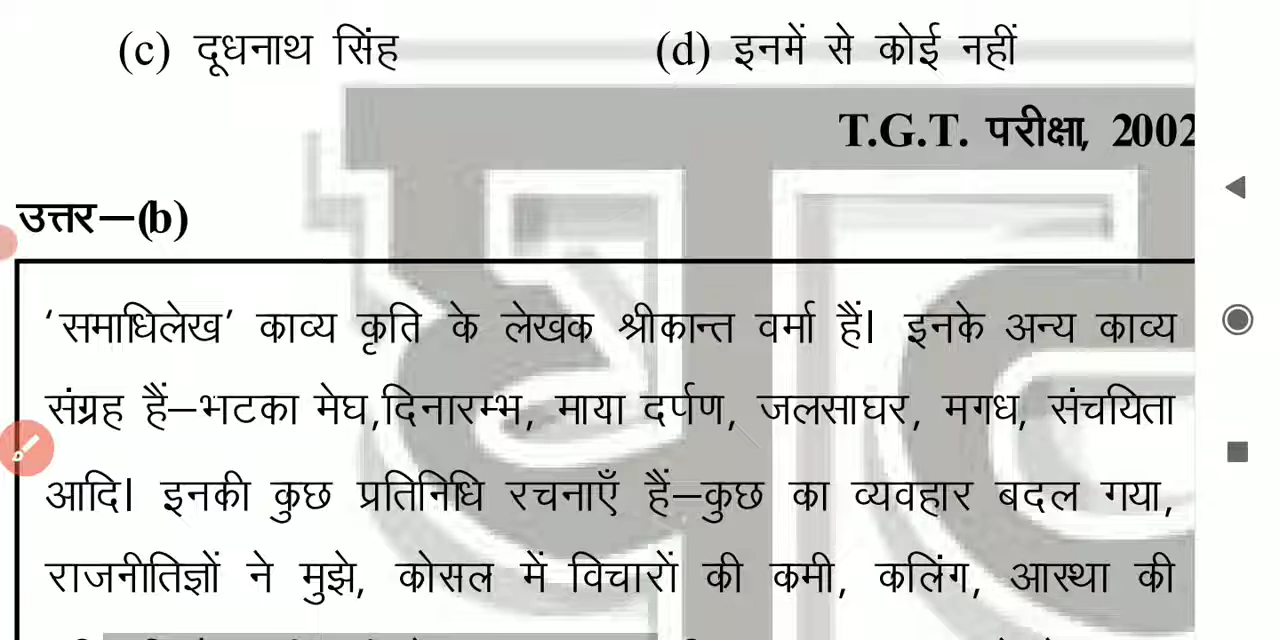 (c) दूधनाथ सिंह (d) इनमें से कोई नहीं
T.G.T. परीक्षा, 2002
उत्तर—(b)
‘समाधिलेख’ काव्य कृति के लेखक श्रीकान्त वर्मा हैं। इनके अन्य काव्य
संग्रह हैं—भटका मेघ,दिनारम्भ, माया दर्पण, जलसाघर, मगध, संचयिता
आदि। इनकी कुछ प्रतिनिधि रचनाएँ हैं—कुछ का व्यवहार बदल गया,
राजनीतिज्ञों ने मुझे, कोसल में विचारों की कमी, कलिंग, आस्था की